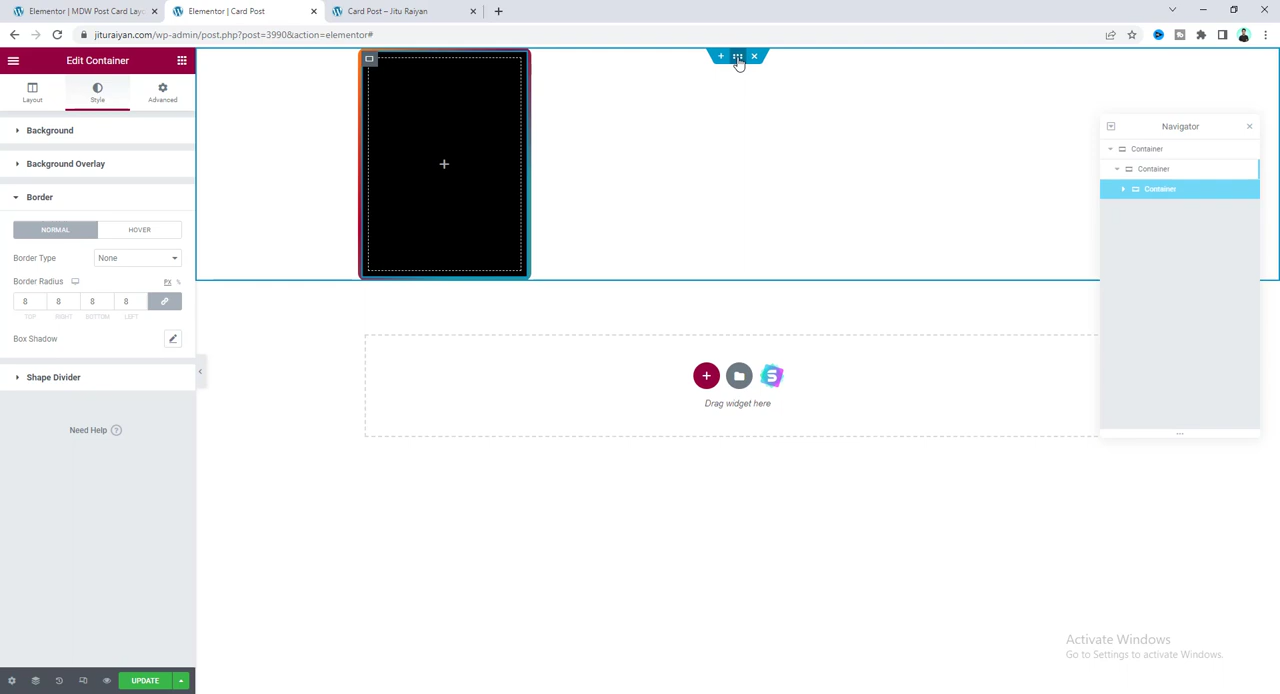 Elementor | MDW Post Card Layo
Elementor | Card Post
Card Post – Jitu Raiyan
jituraiyan.com/wp-admin/post.php?post=3990&action=elementor#
Edit Container
Layout
Style
Advanced
Background
Background Overlay
Border
NORMAL
HOVER
Border Type
None
Border Radius
PX
%
8
8
8
8
TOP
RIGHT
BOTTOM
LEFT
Box Shadow
Shape Divider
Need Help
UPDATE
Drag widget here
Navigator
Container
Container
Container
Activate Windows
Go to Settings to activate Windows.